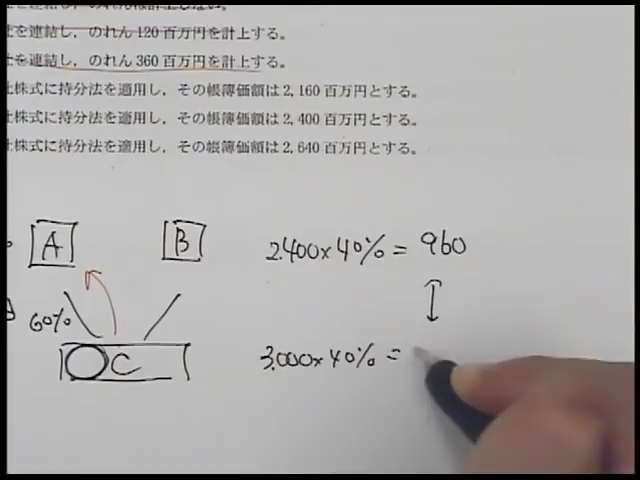 を連結し，のれん120百万円を計上する。
を連結し，のれん360百万円を計上する。
株式に持分法を適用し，その帳簿価額は2,160百万円とする。
株式に持分法を適用し，その帳簿価額は2,400百万円とする。
株式に持分法を適用し，その帳簿価額は2,640百万円とする。
A B 2.400×40%=960
60%
C 3.000×40%=